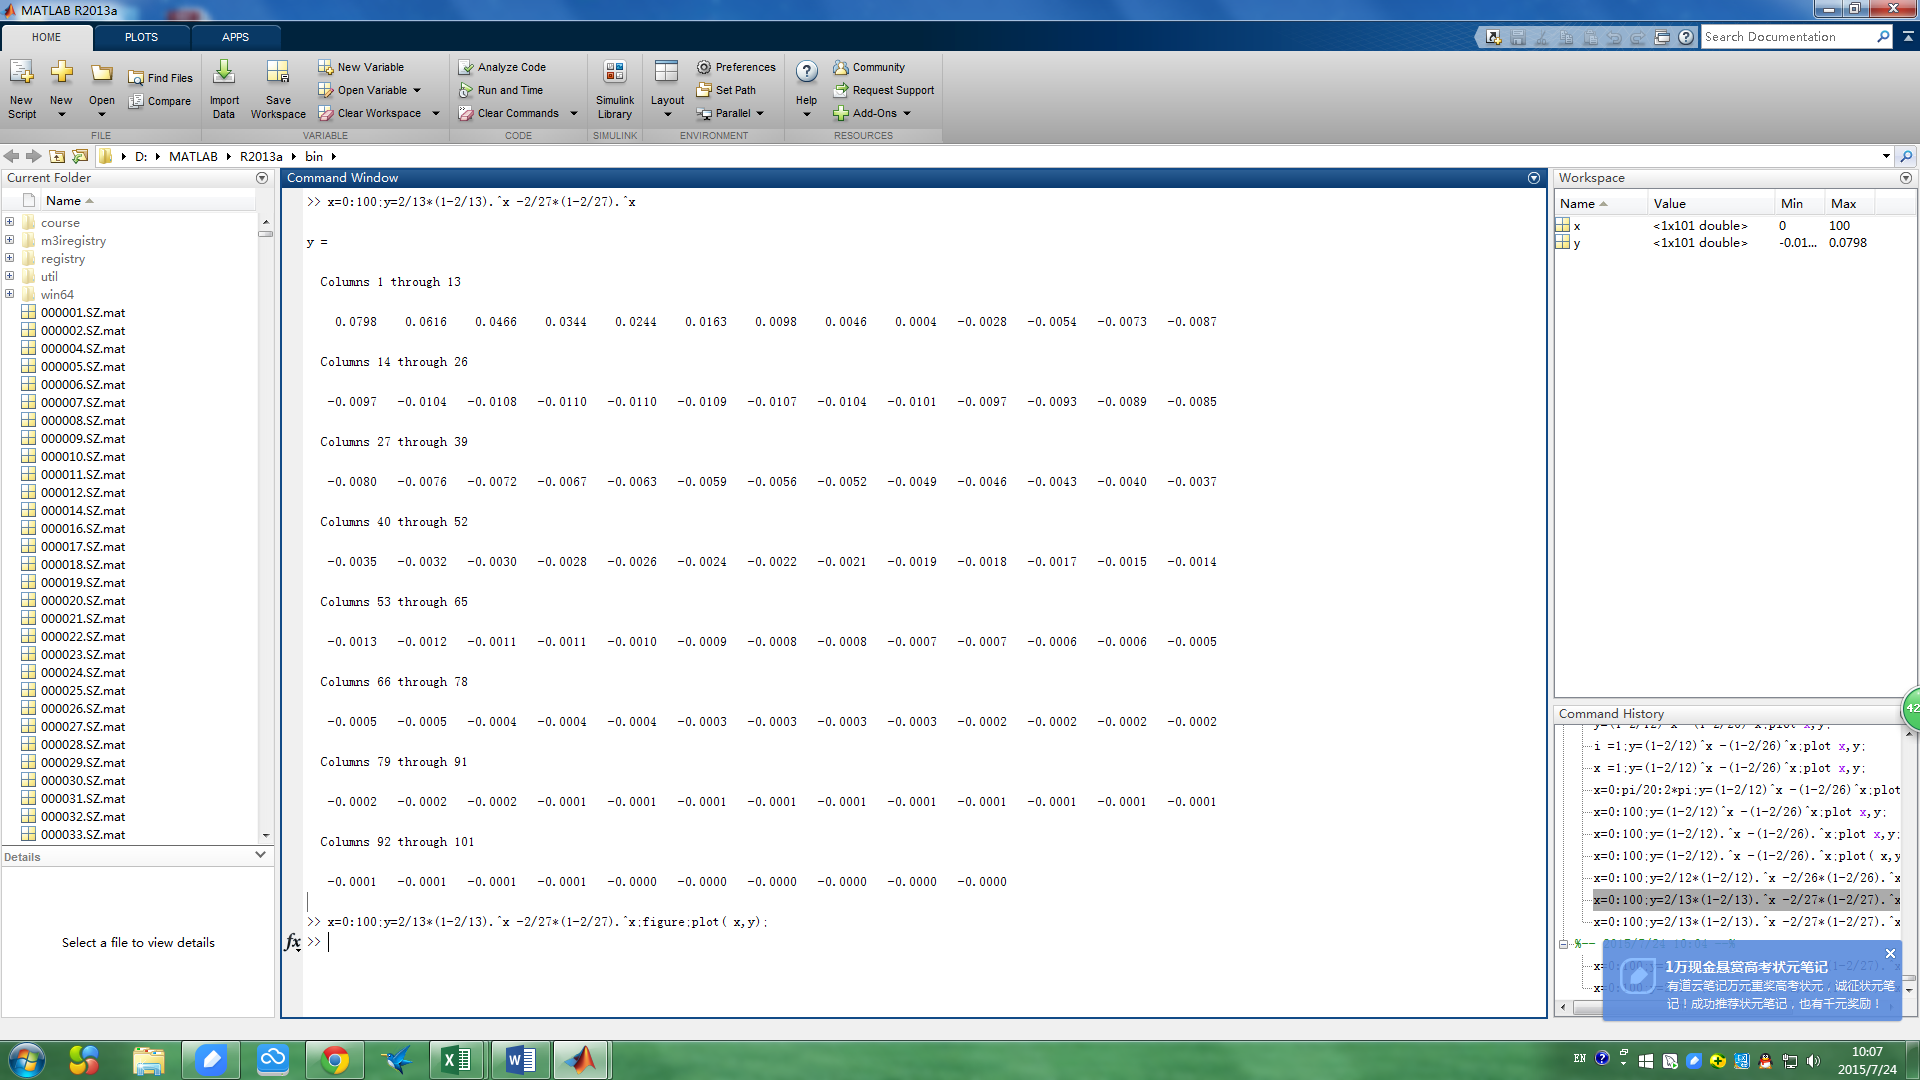 MATLAB R2013a
HOME
PLOTS
APPS
Search Documentation
New Script
New
Open
Find Files
Compare
Import Data
Save Workspace
New Variable
Open Variable
Clear Workspace
Analyze Code
Run and Time
Clear Commands
Simulink Library
Layout
Preferences
Set Path
Parallel
Help
Community
Request Support
Add-Ons
FILE
VARIABLE
CODE
SIMULINK
ENVIRONMENT
RESOURCES
D: MATLAB R2013a bin
Current Folder
Name
course
m3iregistry
registry
util
win64
000001.SZ.mat
000002.SZ.mat
000004.SZ.mat
000005.SZ.mat
000006.SZ.mat
000007.SZ.mat
000008.SZ.mat
000009.SZ.mat
000010.SZ.mat
000011.SZ.mat
000012.SZ.mat
000014.SZ.mat
000016.SZ.mat
000017.SZ.mat
000018.SZ.mat
000019.SZ.mat
000020.SZ.mat
000021.SZ.mat
000022.SZ.mat
000023.SZ.mat
000024.SZ.mat
000025.SZ.mat
000026.SZ.mat
000027.SZ.mat
000028.SZ.mat
000029.SZ.mat
000030.SZ.mat
000031.SZ.mat
000032.SZ.mat
000033.SZ.mat
Details
Select a file to view details
Command Window
>> x=0:100;y=2/13*(1-2/13).^x -2/27*(1-2/27).^x
y =
Columns 1 through 13
0.0798 0.0616 0.0466 0.0344 0.0244 0.0163 0.0098 0.0046 0.0004 -0.0028 -0.0054 -0.0073 -0.0087
Columns 14 through 26
-0.0097 -0.0104 -0.0108 -0.0110 -0.0110 -0.0109 -0.0107 -0.0104 -0.0101 -0.0097 -0.0093 -0.0089 -0.0085
Columns 27 through 39
-0.0080 -0.0076 -0.0072 -0.0067 -0.0063 -0.0059 -0.0056 -0.0052 -0.0049 -0.0046 -0.0043 -0.0040 -0.0037
Columns 40 through 52
-0.0035 -0.0032 -0.0030 -0.0028 -0.0026 -0.0024 -0.0022 -0.0021 -0.0019 -0.0018 -0.0017 -0.0015 -0.0014
Columns 53 through 65
-0.0013 -0.0012 -0.0011 -0.0011 -0.0010 -0.0009 -0.0008 -0.0008 -0.0007 -0.0007 -0.0006 -0.0006 -0.0005
Columns 66 through 78
-0.0005 -0.0005 -0.0004 -0.0004 -0.0004 -0.0003 -0.0003 -0.0003 -0.0003 -0.0002 -0.0002 -0.0002 -0.0002
Columns 79 through 91
-0.0002 -0.0002 -0.0002 -0.0001 -0.0001 -0.0001 -0.0001 -0.0001 -0.0001 -0.0001 -0.0001 -0.0001 -0.0001
Columns 92 through 101
-0.0001 -0.0001 -0.0001 -0.0001 -0.0000 -0.0000 -0.0000 -0.0000 -0.0000 -0.0000
>> x=0:100;y=2/13*(1-2/13).^x -2/27*(1-2/27).^x;figure;plot( x,y);
fx >>
Workspace
Name Value Min Max
x <1x101 double> 0 100
y <1x101 double> -0.01... 0.0798
42
Command History
i =1;y=(1-2/12)^x -(1-2/26)^x;plot x,y;
x =1;y=(1-2/12)^x -(1-2/26)^x;plot x,y;
x=0:pi/20:2*pi;y=(1-2/12)^x -(1-2/26)^x;plot
x=0:100;y=(1-2/12)^x -(1-2/26)^x;plot x,y;
x=0:100;y=(1-2/12).^x -(1-2/26).^x;plot x,y;
x=0:100;y=(1-2/12).^x -(1-2/26).^x;plot( x,y
x=0:100;y=2/12*(1-2/12).^x -2/26*(1-2/26).^x
x=0:100;y=2/13*(1-2/13).^x -2/27*(1-2/27).^x
x=0:100;y=2/13*(1-2/13).^x -2/27*(1-2/27).^x
1万现金悬赏高考状元笔记
有道云笔记万元重奖高考状元，诚征状元笔
记！成功推荐状元笔记，也有千元奖励！
EN
10:07
2015/7/24